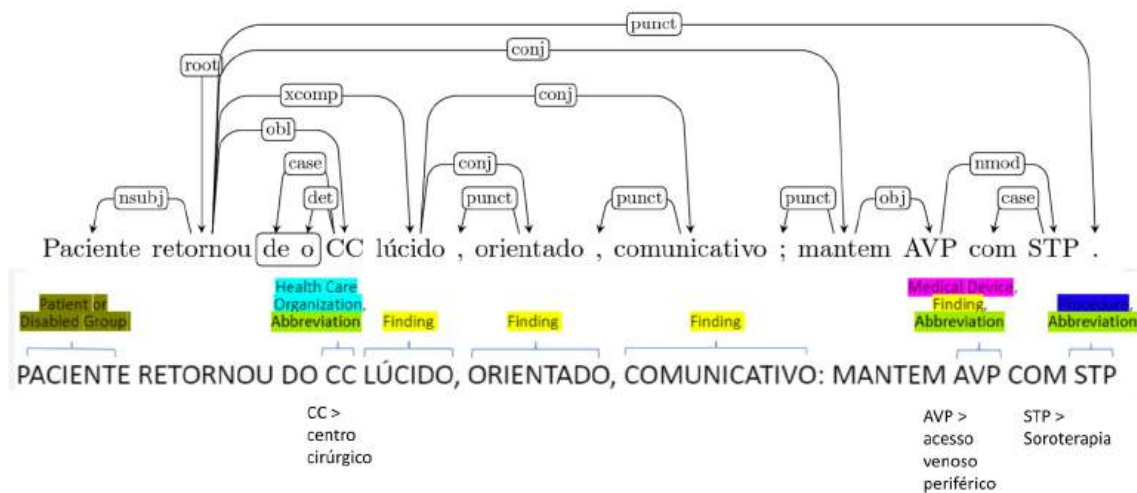 punct
conj
root
xcomp conj
obl
case conj nmod
nsubj det punct punct punct obj case
Paciente retornou de o CC lúcido , orientado , comunicativo ; mantem AVP com STP .
Health Care Medical Device,
Patient or Organization, Finding, Procedure,
Disabled Group, Abbreviation Finding Finding Finding Abbreviation Abbreviation
PACIENTE RETORNOU DO CC LÚCIDO, ORIENTADO, COMUNICATIVO: MANTEM AVP COM STP
CC > AVP > STP >
centro acesso Soroterapia
cirúrgico venoso
periférico